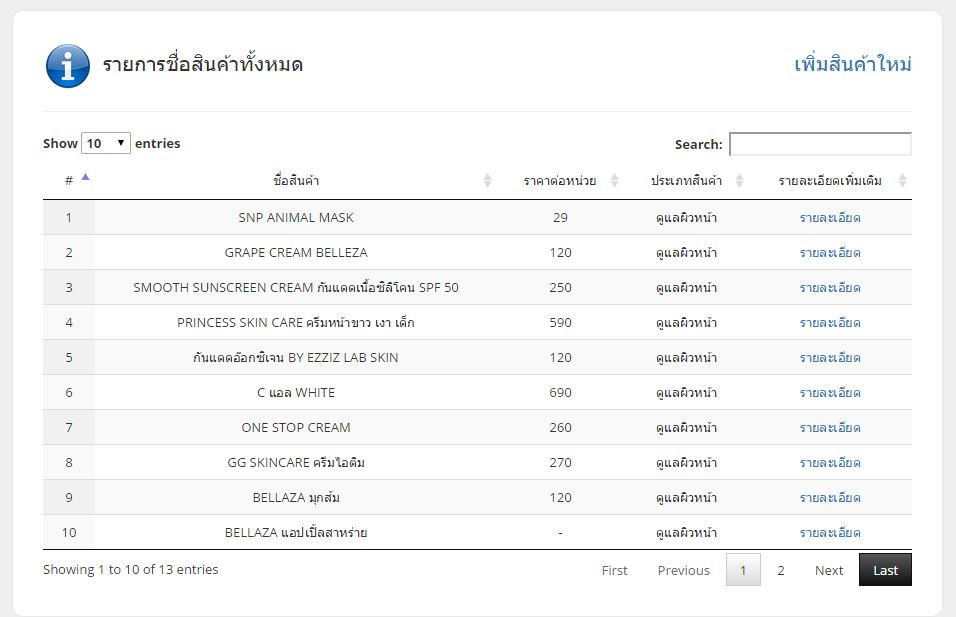 รายการชื่อสินค้าทั้งหมด เพิ่มสินค้าใหม่
Show 10 entries Search:
# ชื่อสินค้า ราคาต่อหน่วย ประเภทสินค้า รายละเอียดเพิ่มเติม
1 SNP ANIMAL MASK 29 ดูแลผิวหน้า รายละเอียด
2 GRAPE CREAM BELLEZA 120 ดูแลผิวหน้า รายละเอียด
3 SMOOTH SUNSCREEN CREAM กันแดดเนื้อซิลิโคน SPF 50 250 ดูแลผิวหน้า รายละเอียด
4 PRINCESS SKIN CARE ครีมหน้าขาว เงา เด็ก 590 ดูแลผิวหน้า รายละเอียด
5 กันแดดอ๊อกซิเจน BY EZZIZ LAB SKIN 120 ดูแลผิวหน้า รายละเอียด
6 C แอล WHITE 690 ดูแลผิวหน้า รายละเอียด
7 ONE STOP CREAM 260 ดูแลผิวหน้า รายละเอียด
8 GG SKINCARE ครีมไอติม 270 ดูแลผิวหน้า รายละเอียด
9 BELLAZA มุกส้ม 120 ดูแลผิวหน้า รายละเอียด
10 BELLAZA แอปเปิ้ลสาหร่าย - ดูแลผิวหน้า รายละเอียด
Showing 1 to 10 of 13 entries First Previous 1 2 Next Last